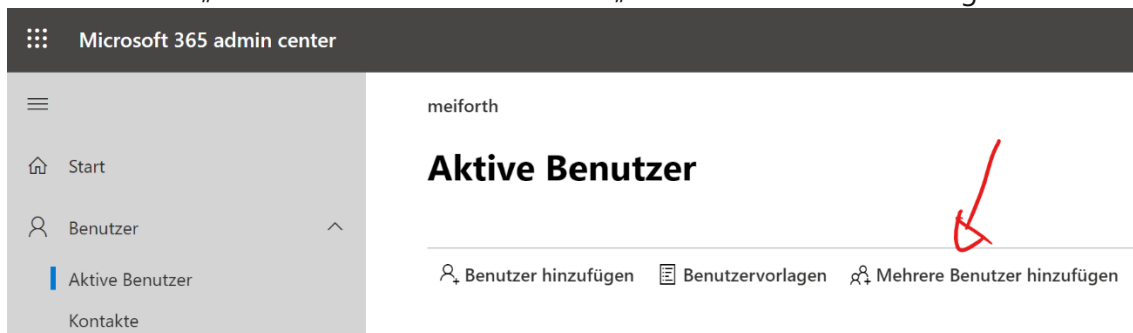 Microsoft 365 admin center
meiforth
Start
Aktive Benutzer
Benutzer
Benutzer hinzufügen Benutzervorlagen Mehrere Benutzer hinzufügen
Aktive Benutzer
Kontakte